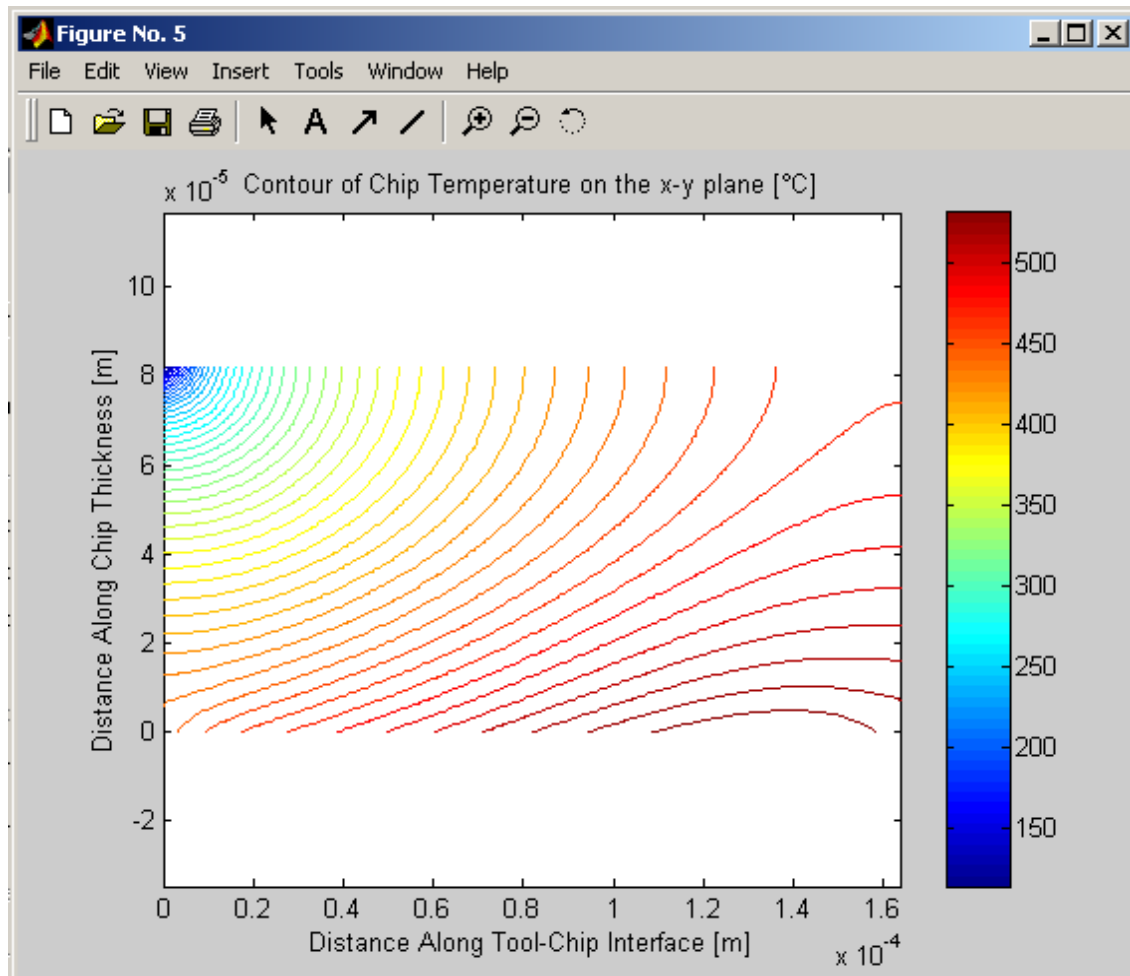 Figure No. 5
File Edit View Insert Tools Window Help
A
x 10^-5 Contour of Chip Temperature on the x-y plane [°C]
10
8
6
4
2
0
-2
Distance Along Chip Thickness [m]
0 0.2 0.4 0.6 0.8 1 1.2 1.4 1.6
Distance Along Tool-Chip Interface [m]
x 10^-4
500
450
400
350
300
250
200
150